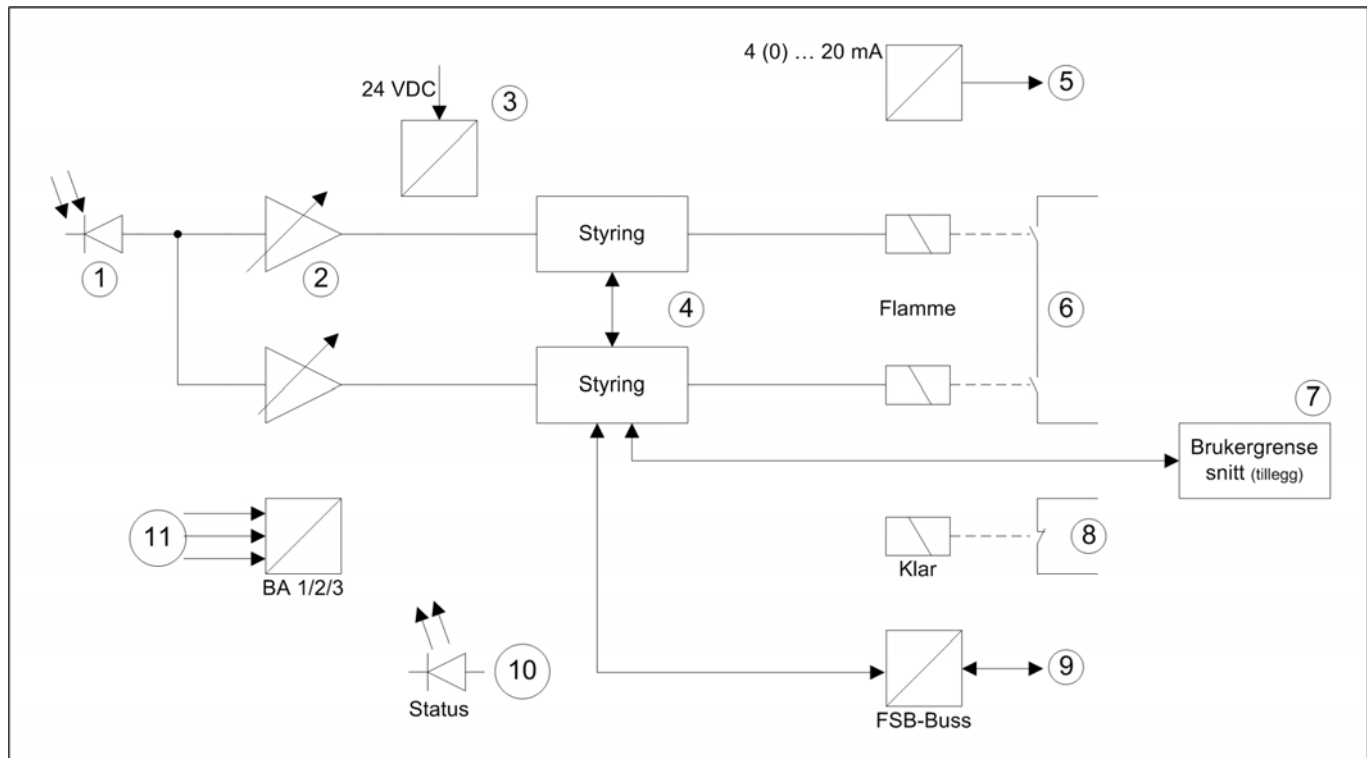 4 (0) … 20 mA
5
24 VDC
3
Styring
1
2
4
Flamme
6
Styring
7
Brukergrense
snitt (tillegg)
11
BA 1/2/3
8
Klar
10
Status
9
FSB-Buss